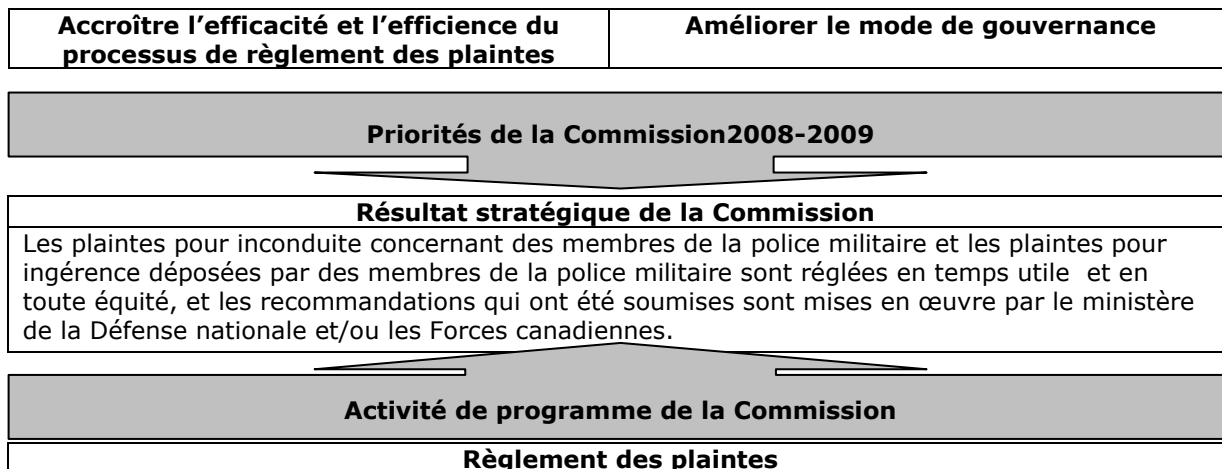 Accroître l’efficacité et l’efficience du
processus de règlement des plaintes
Améliorer le mode de gouvernance
Priorités de la Commission2008-2009
Résultat stratégique de la Commission
Les plaintes pour inconduite concernant des membres de la police militaire et les plaintes pour
ingérence déposées par des membres de la police militaire sont réglées en temps utile et en
toute équité, et les recommandations qui ont été soumises sont mises en œuvre par le ministère
de la Défense nationale et/ou les Forces canadiennes.
Activité de programme de la Commission
Règlement des plaintes